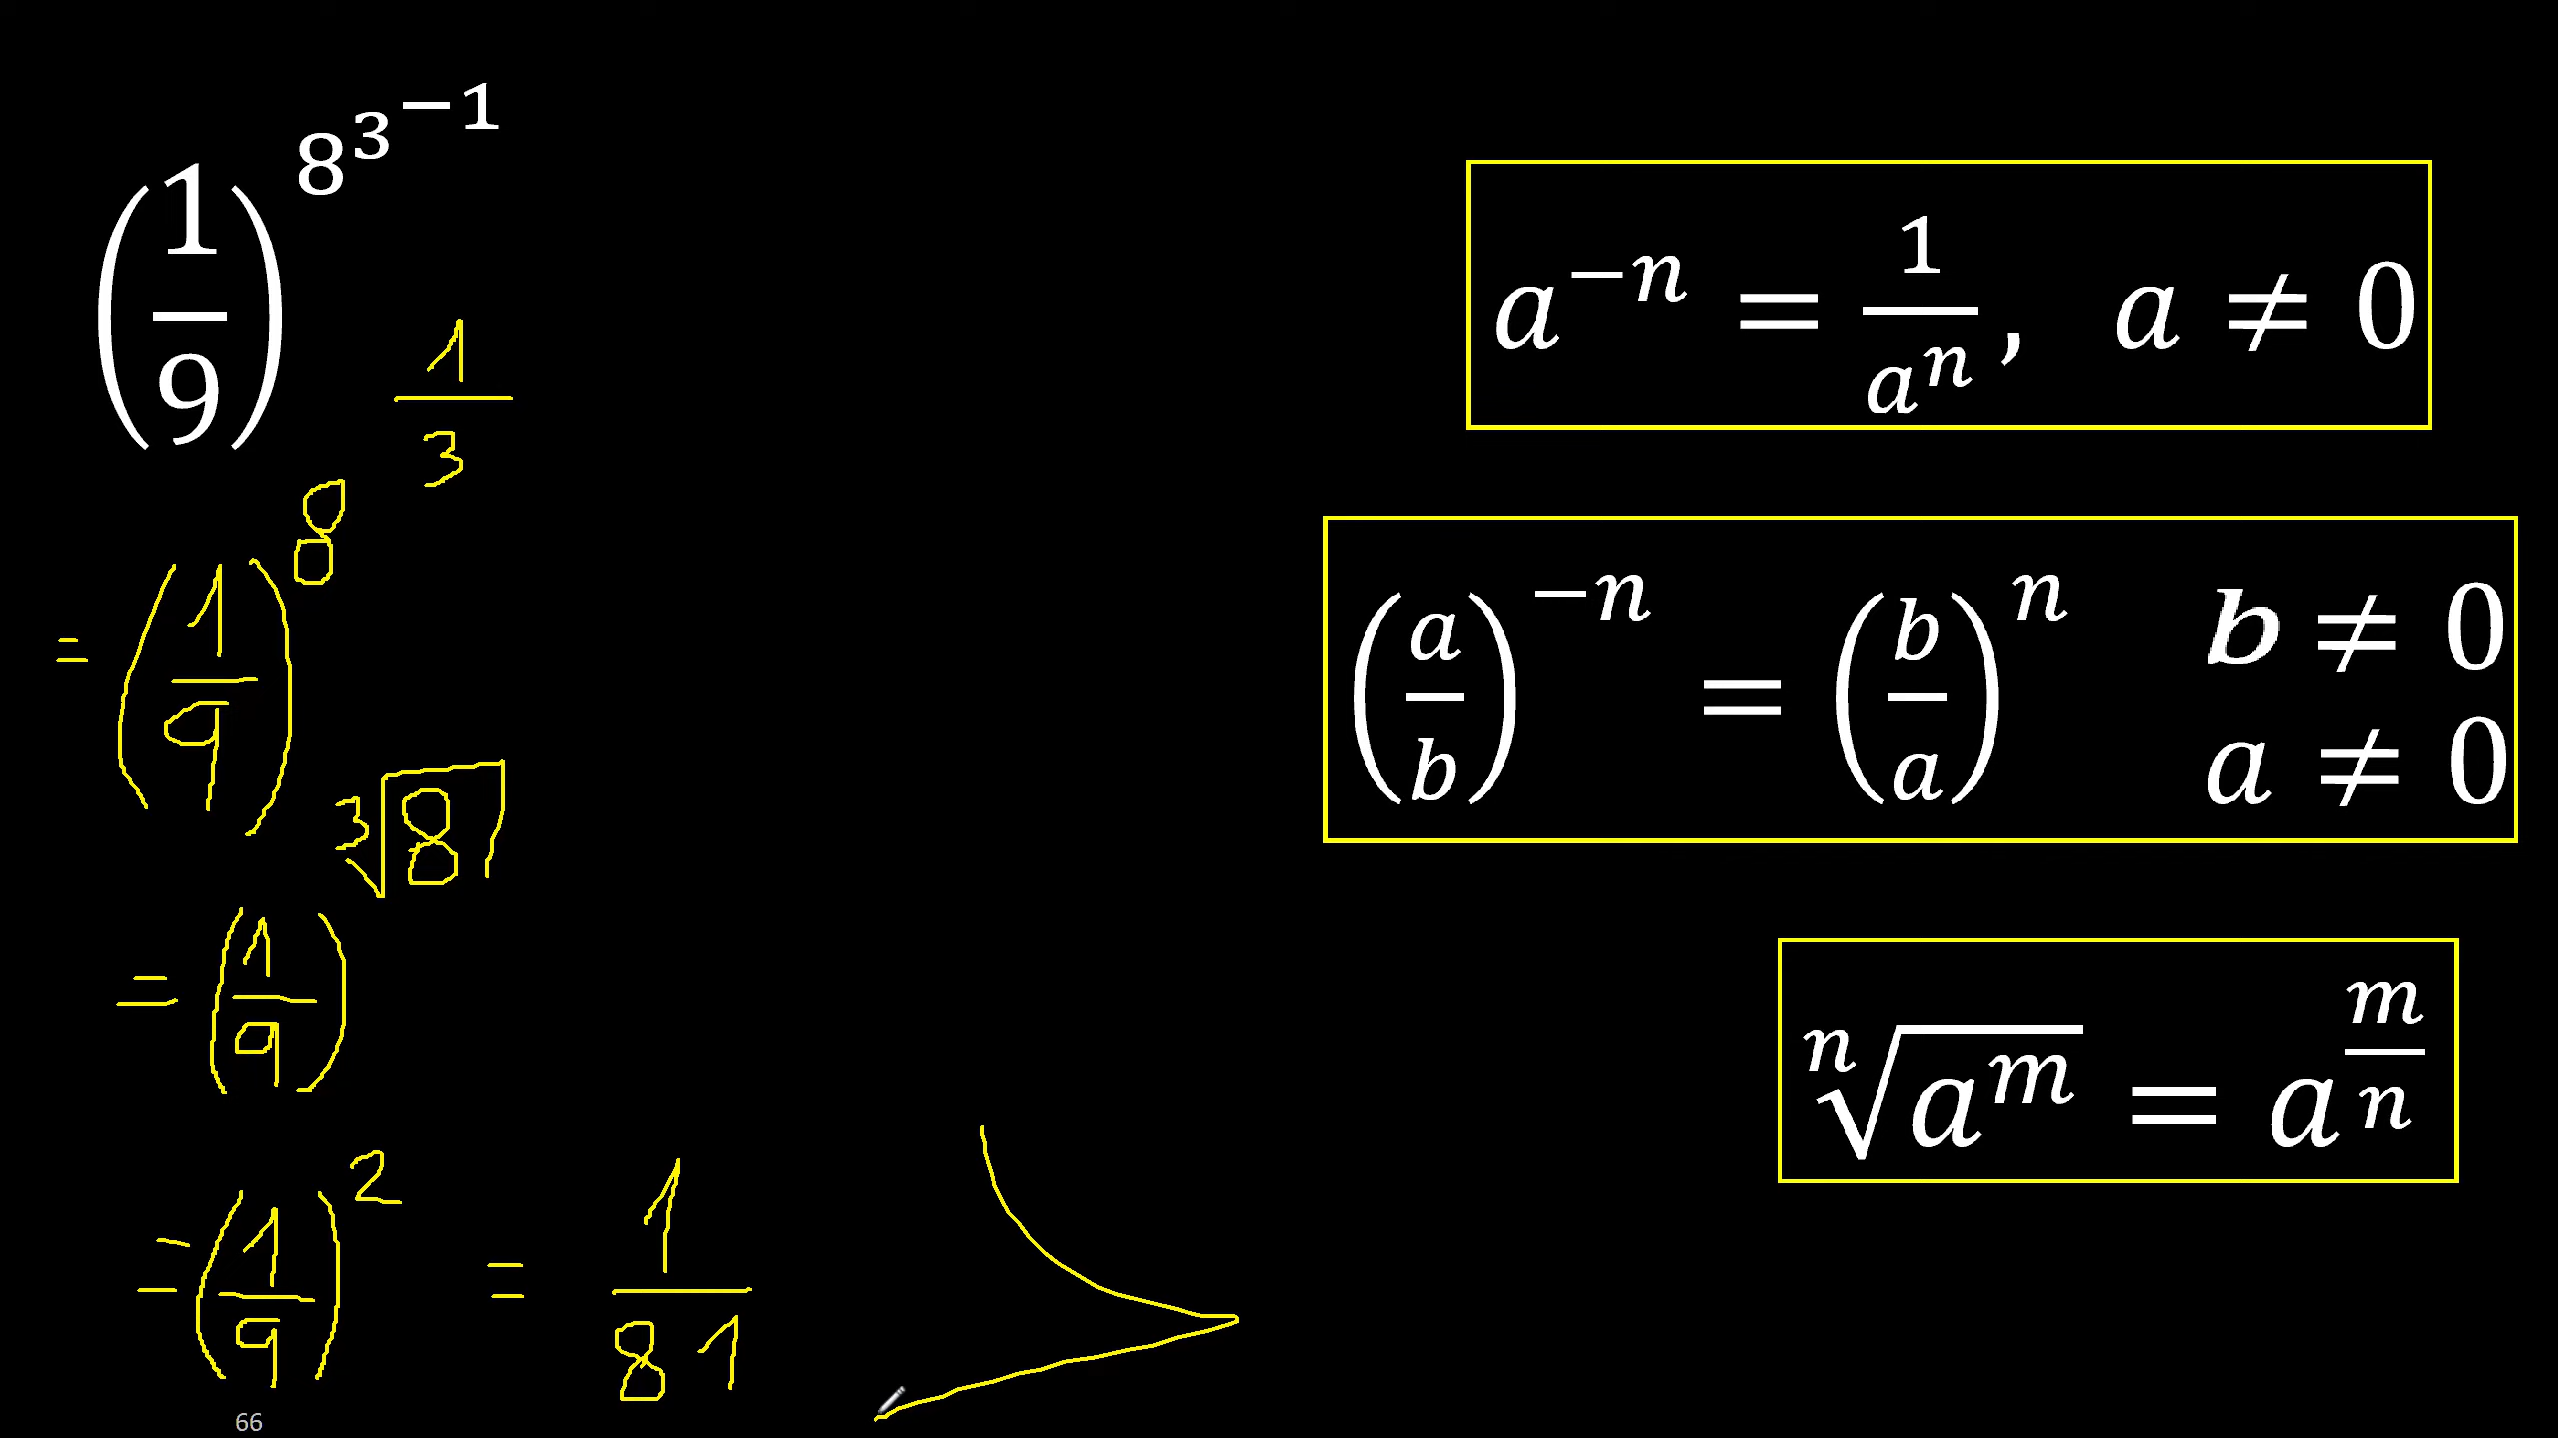 (1/9)^8^3^−1
= (1/9)^8^1/3
= (1/9)^∛8
= (1/9)^2 = 1/81
a^−n = 1/a^n, a ≠ 0
(a/b)^−n = (b/a)^n b ≠ 0
a ≠ 0
ⁿ√a^m = a^m/n
66